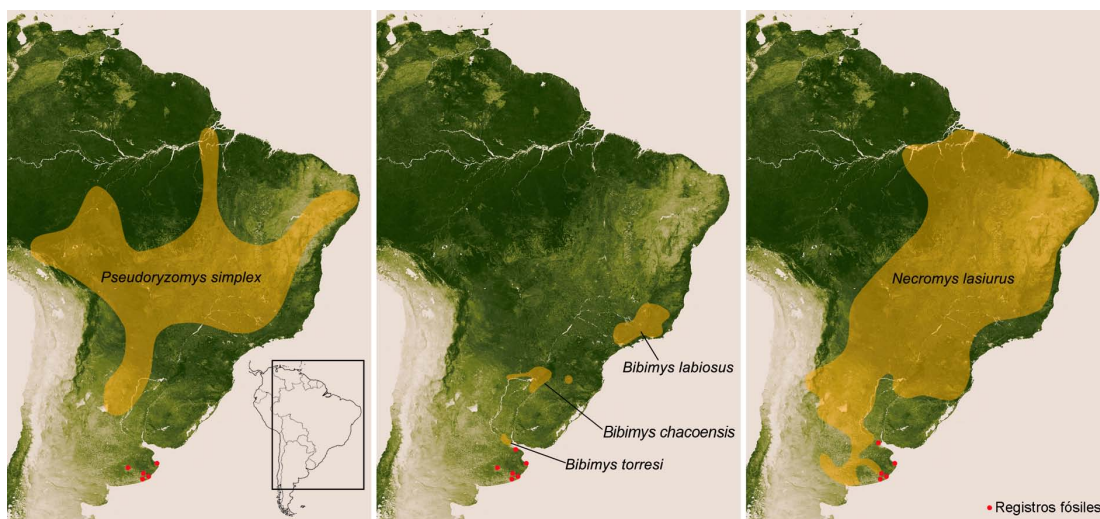 Pseudoryzomys simplex
Bibimys labiosus
Bibimys chacoensis
Bibimys torresi
Necromys lasiurus
Registros fósiles